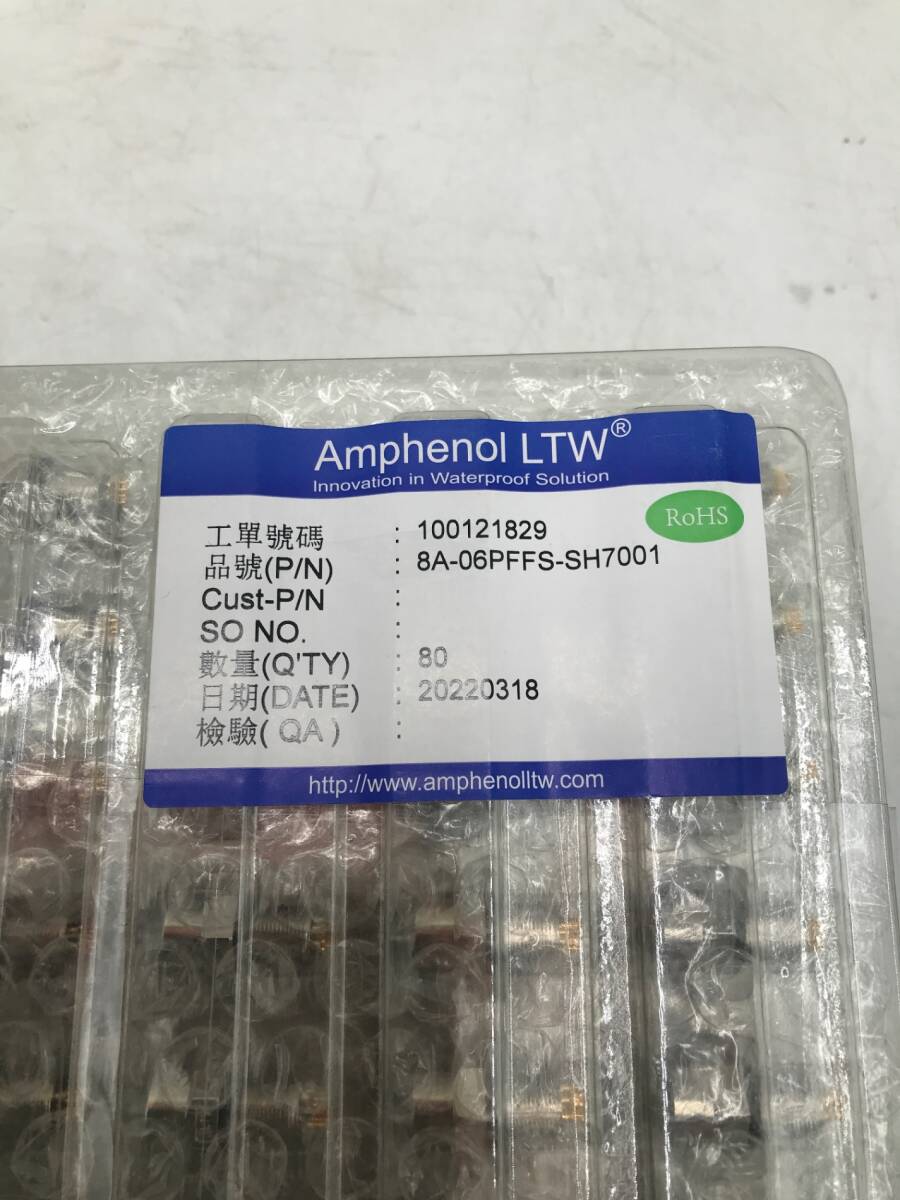 Amphenol LTW®
Innovation in Waterproof Solution
RoHS
工單號碼 : 100121829
品號(P/N) : 8A-06PFFS-SH7001
Cust-P/N :
SO NO. :
數量(Q'TY) : 80
日期(DATE) : 20220318
檢驗( QA ) :
http://www.amphenolltw.com